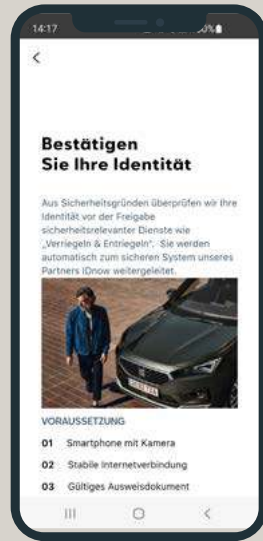 14:17
Bestätigen
Sie Ihre Identität
Aus Sicherheitsgründen überprüfen wir Ihre
Identität vor der Freigabe
sicherheitsrelevanter Dienste wie
„Verriegeln & Entriegeln“. Sie werden
automatisch zum sicheren System unseres
Partners IDnow weitergeleitet.
VORAUSSETZUNG
01 Smartphone mit Kamera
02 Stabile Internetverbindung
03 Gültiges Ausweisdokument